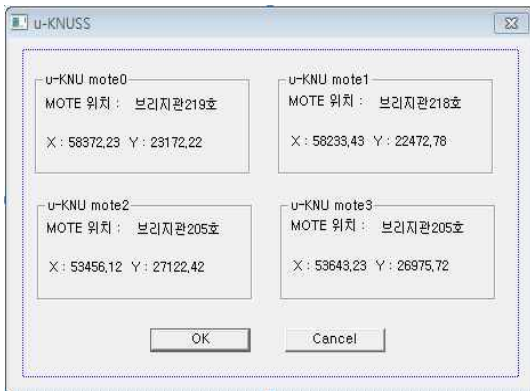 u-KNUSS
u-KNU mote0
MOTE 위치 : 브리지관219호
X : 58372,23 Y : 23172,22
u-KNU mote1
MOTE 위치 : 브리지관218호
X : 58233,43 Y : 22472,78
u-KNU mote2
MOTE 위치 : 브리지관205호
X : 53456,12 Y : 27122,42
u-KNU mote3
MOTE 위치 : 브리지관205호
X : 53643,23 Y : 26975,72
OK
Cancel